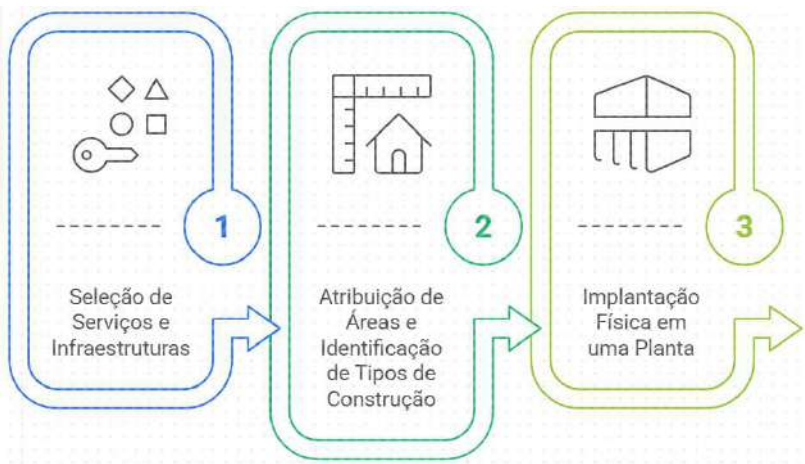 1
Seleção de
Serviços e
Infraestruturas
2
Atribuição de
Áreas e
Identificação
de Tipos de
Construção
3
Implantação
Física em
uma Planta